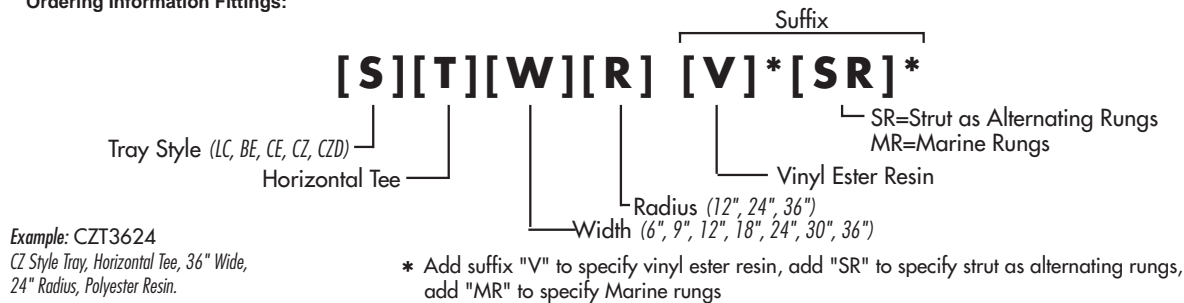 Ordering Information Fittings:
Suffix
[S][T][W][R] [V]*[SR]*
SR=Strut as Alternating Rungs
MR=Marine Rungs
Tray Style (LC, BE, CE, CZ, CZD)
Horizontal Tee
Vinyl Ester Resin
Radius (12", 24", 36")
Width (6", 9", 12", 18", 24", 30", 36")
Example: CZT3624
CZ Style Tray, Horizontal Tee, 36" Wide,
24" Radius, Polyester Resin.
* Add suffix "V" to specify vinyl ester resin, add "SR" to specify strut as alternating rungs,
add "MR" to specify Marine rungs